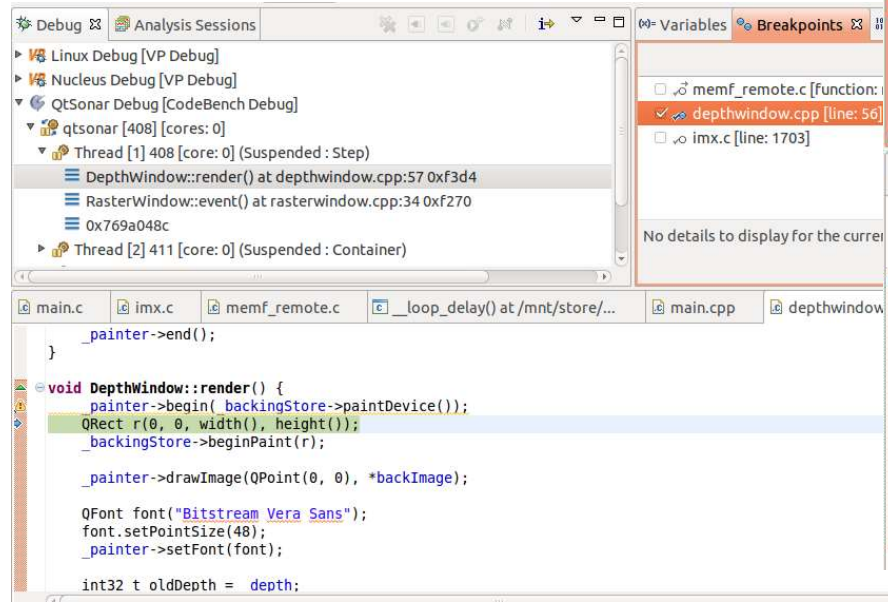 Debug Analysis Sessions
Linux Debug [VP Debug]
Nucleus Debug [VP Debug]
QtSonar Debug [CodeBench Debug]
qtsonar [408] [cores: 0]
Thread [1] 408 [core: 0] (Suspended : Step)
DepthWindow::render() at depthwindow.cpp:57 0xf3d4
RasterWindow::event() at rasterwindow.cpp:34 0xf270
0x769a048c
Thread [2] 411 [core: 0] (Suspended : Container)
(x)= Variables Breakpoints
memf_remote.c [function:
depthwindow.cpp [line: 56]
imx.c [line: 1703]
No details to display for the currer
main.c imx.c memf_remote.c __loop_delay() at /mnt/store/... main.cpp depthwindow
_painter->end();
}
void DepthWindow::render() {
_painter->begin(_backingStore->paintDevice());
QRect r(0, 0, width(), height());
_backingStore->beginPaint(r);
_painter->drawImage(QPoint(0, 0), *backImage);
QFont font("Bitstream Vera Sans");
font.setPointSize(48);
_painter->setFont(font);
int32_t oldDepth = _depth;